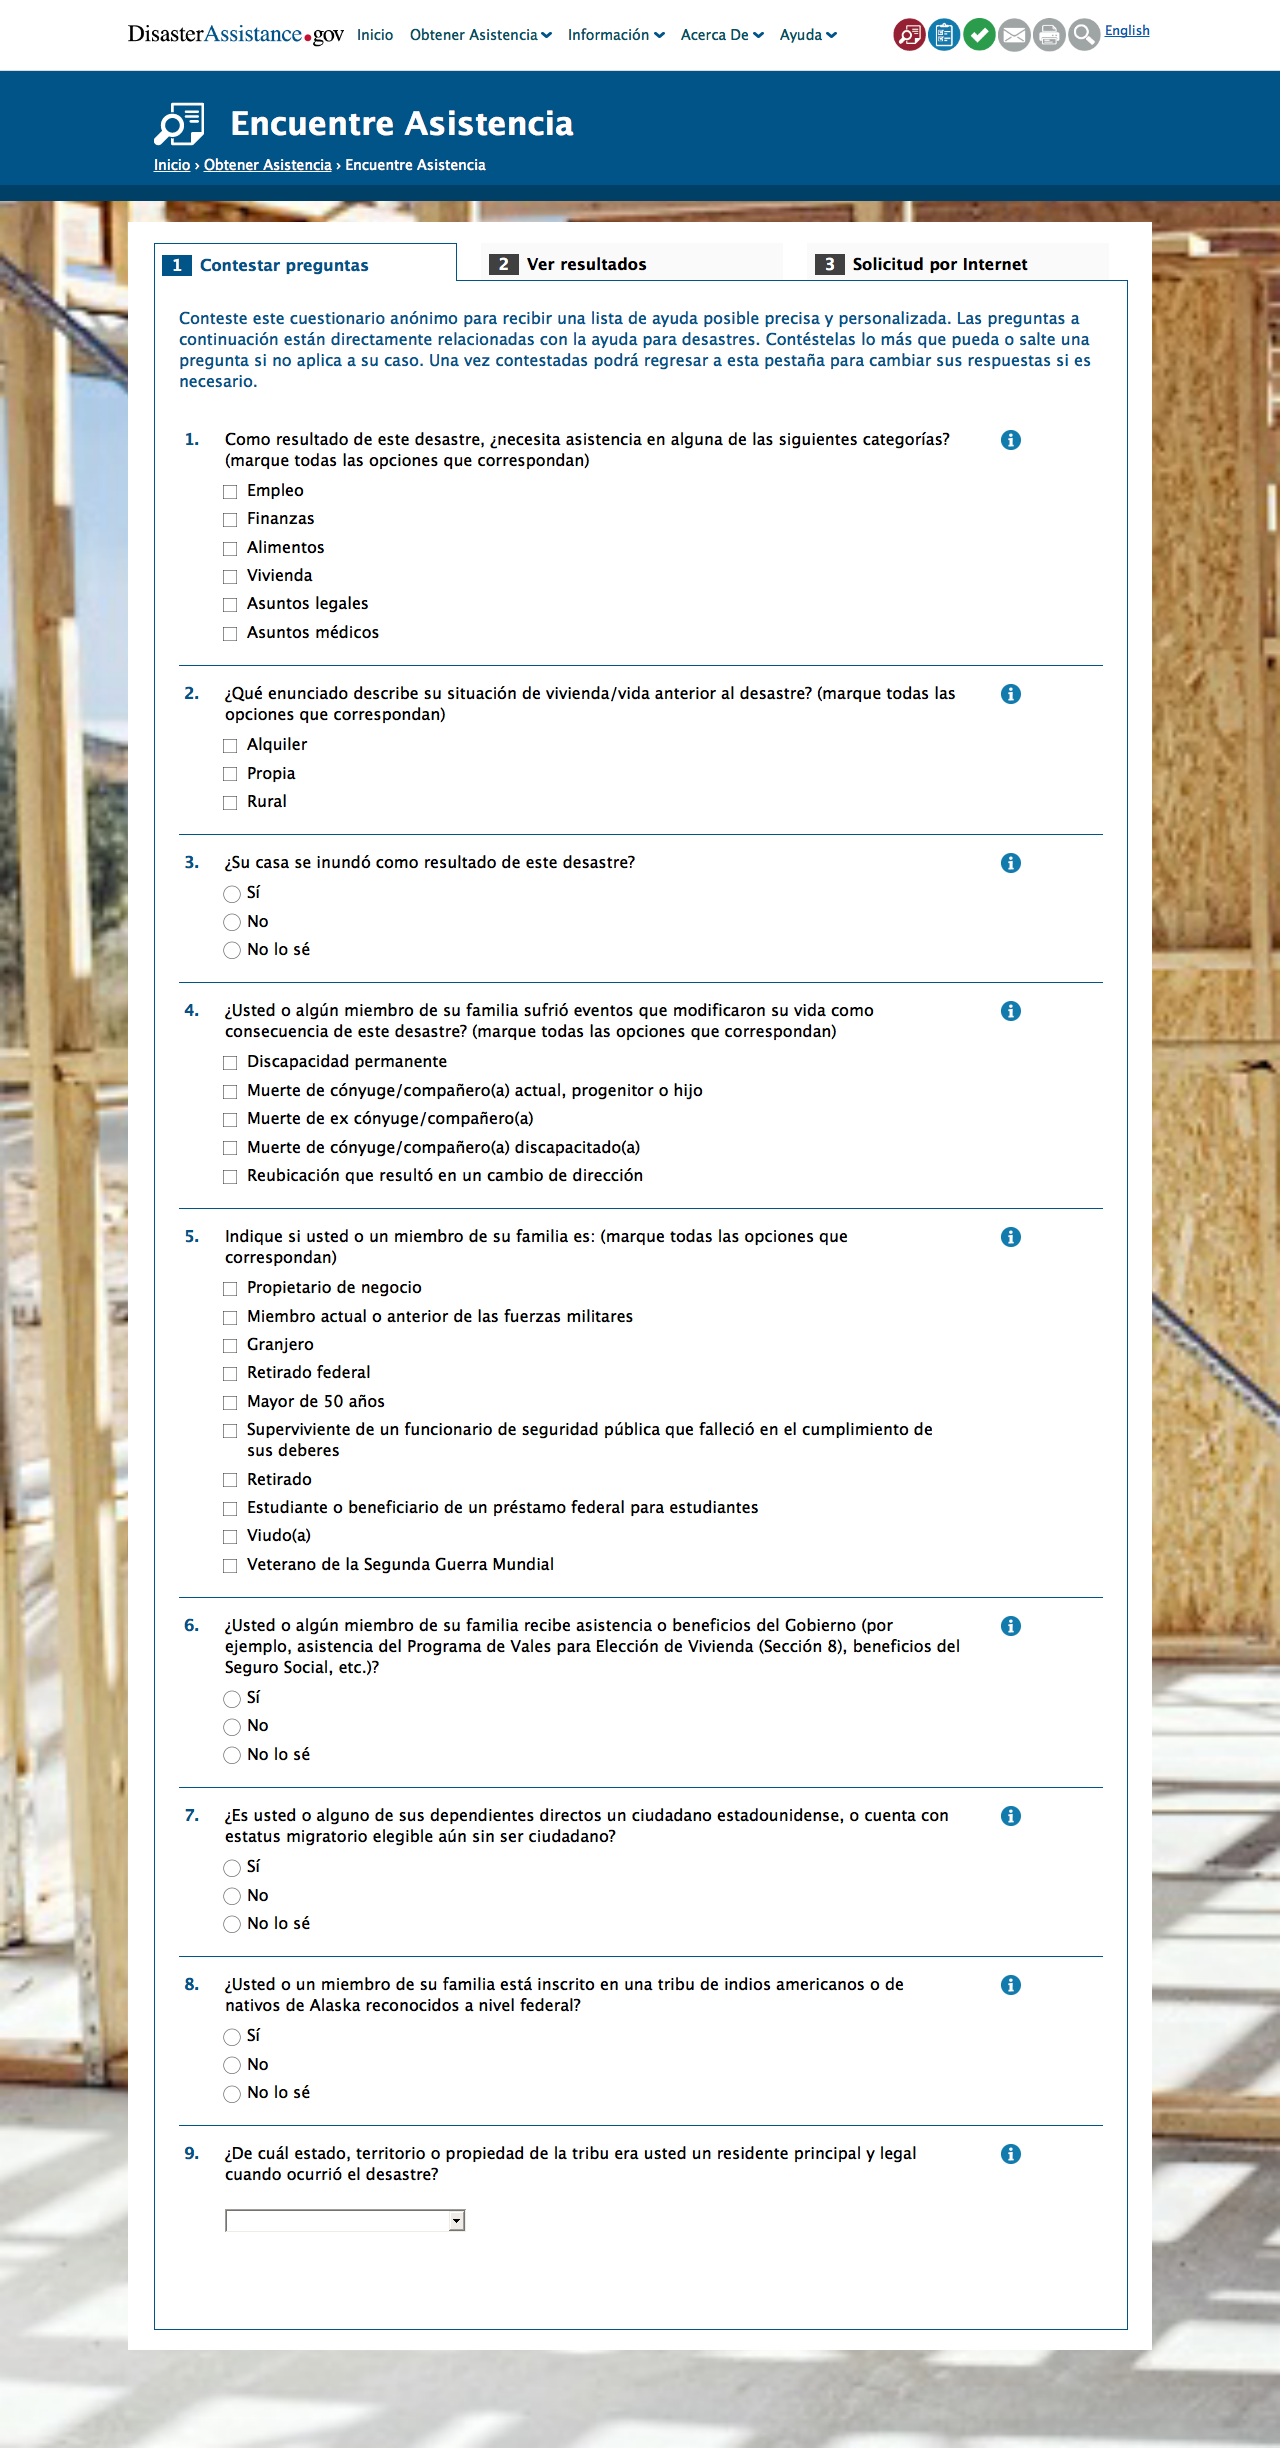 DisasterAssistance.gov Inicio Obtener Asistencia Información Acerca De Ayuda English
Encuentre Asistencia
Inicio › Obtener Asistencia › Encuentre Asistencia
1 Contestar preguntas 2 Ver resultados 3 Solicitud por Internet
Conteste este cuestionario anónimo para recibir una lista de ayuda posible precisa y personalizada. Las preguntas a
continuación están directamente relacionadas con la ayuda para desastres. Contéstelas lo más que pueda o salte una
pregunta si no aplica a su caso. Una vez contestadas podrá regresar a esta pestaña para cambiar sus respuestas si es
necesario.
1. Como resultado de este desastre, ¿necesita asistencia en alguna de las siguientes categorías?
(marque todas las opciones que correspondan)
Empleo
Finanzas
Alimentos
Vivienda
Asuntos legales
Asuntos médicos
2. ¿Qué enunciado describe su situación de vivienda/vida anterior al desastre? (marque todas las
opciones que correspondan)
Alquiler
Propia
Rural
3. ¿Su casa se inundó como resultado de este desastre?
Sí
No
No lo sé
4. ¿Usted o algún miembro de su familia sufrió eventos que modificaron su vida como
consecuencia de este desastre? (marque todas las opciones que correspondan)
Discapacidad permanente
Muerte de cónyuge/compañero(a) actual, progenitor o hijo
Muerte de ex cónyuge/compañero(a)
Muerte de cónyuge/compañero(a) discapacitado(a)
Reubicación que resultó en un cambio de dirección
5. Indique si usted o un miembro de su familia es: (marque todas las opciones que
correspondan)
Propietario de negocio
Miembro actual o anterior de las fuerzas militares
Granjero
Retirado federal
Mayor de 50 años
Superviviente de un funcionario de seguridad pública que falleció en el cumplimiento de
sus deberes
Retirado
Estudiante o beneficiario de un préstamo federal para estudiantes
Viudo(a)
Veterano de la Segunda Guerra Mundial
6. ¿Usted o algún miembro de su familia recibe asistencia o beneficios del Gobierno (por
ejemplo, asistencia del Programa de Vales para Elección de Vivienda (Sección 8), beneficios del
Seguro Social, etc.)?
Sí
No
No lo sé
7. ¿Es usted o alguno de sus dependientes directos un ciudadano estadounidense, o cuenta con
estatus migratorio elegible aún sin ser ciudadano?
Sí
No
No lo sé
8. ¿Usted o un miembro de su familia está inscrito en una tribu de indios americanos o de
nativos de Alaska reconocidos a nivel federal?
Sí
No
No lo sé
9. ¿De cuál estado, territorio o propiedad de la tribu era usted un residente principal y legal
cuando ocurrió el desastre?